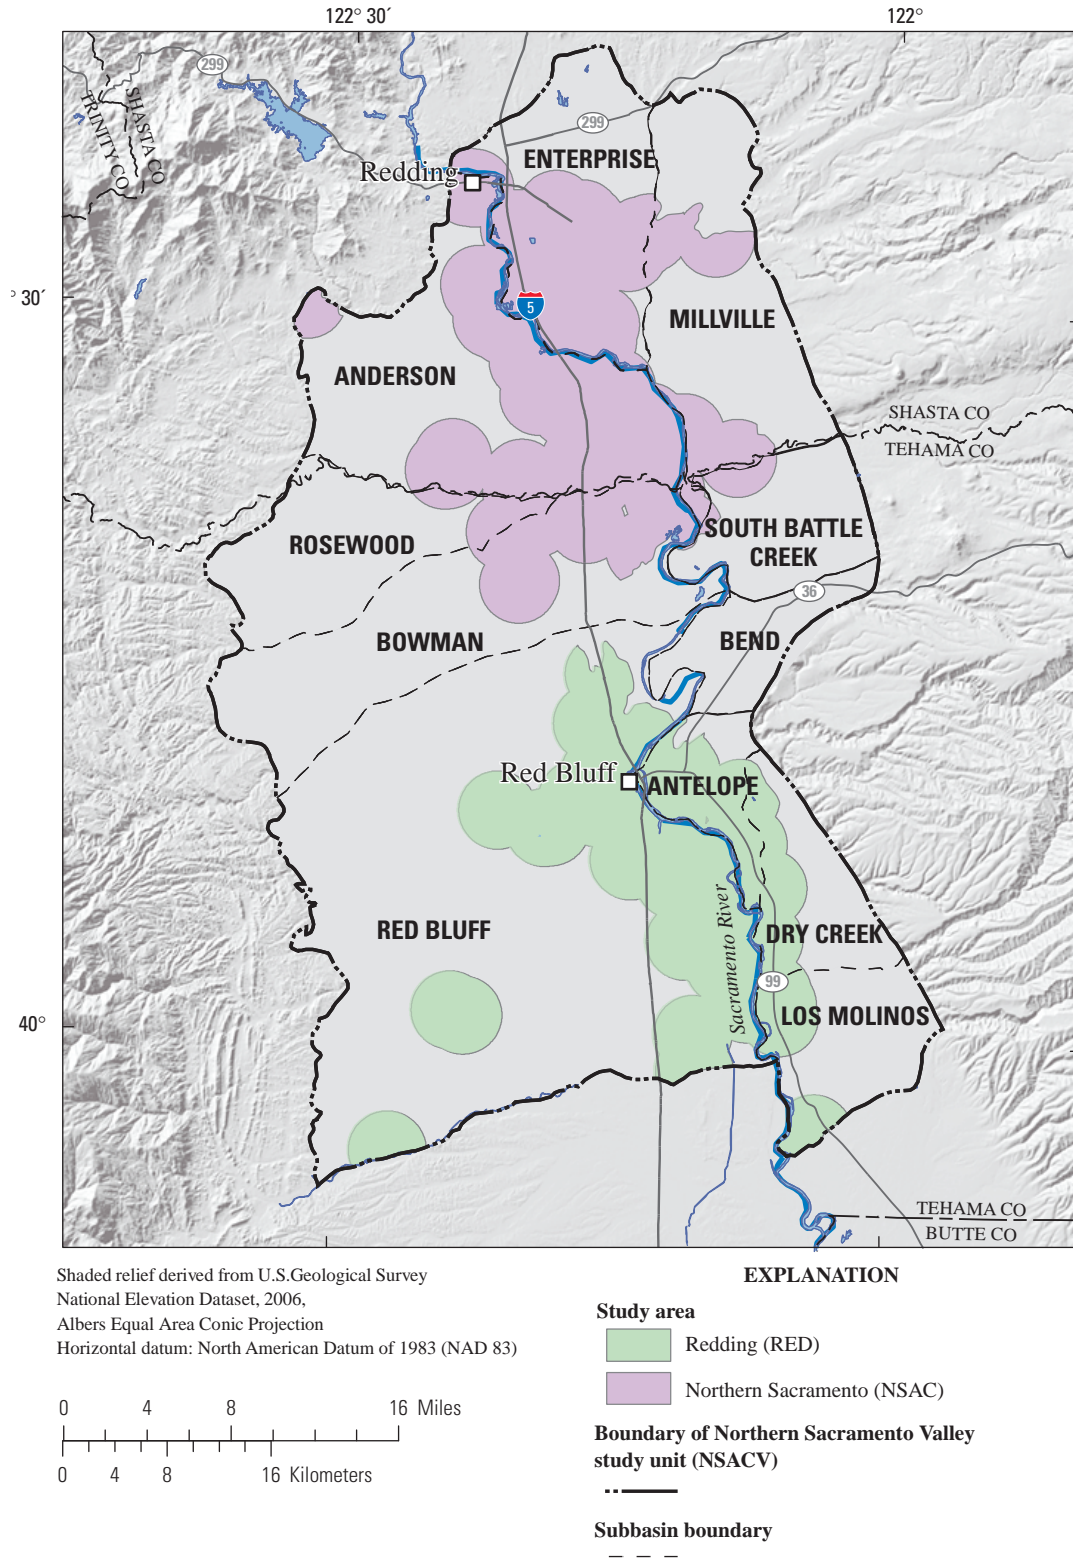 122° 30′
122°
299
TRINITY CO
SHASTA CO
299
ENTERPRISE
Redding
° 30′
5
MILLVILLE
ANDERSON
SHASTA CO
TEHAMA CO
ROSEWOOD
SOUTH BATTLE
CREEK
36
BOWMAN
BEND
Red Bluff
ANTELOPE
Sacramento River
RED BLUFF
DRY CREEK
99
LOS MOLINOS
40°
TEHAMA CO
BUTTE CO
Shaded relief derived from U.S.Geological Survey
National Elevation Dataset, 2006,
Albers Equal Area Conic Projection
Horizontal datum: North American Datum of 1983 (NAD 83)
0 4 8 16 Miles
0 4 8 16 Kilometers
EXPLANATION
Study area
Redding (RED)
Northern Sacramento (NSAC)
Boundary of Northern Sacramento Valley
study unit (NSACV)
Subbasin boundary